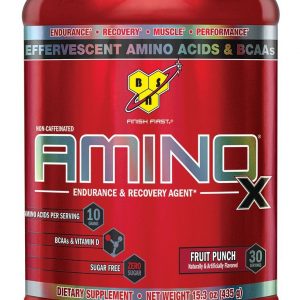 ENDURANCE* / RECOVERY* / MUSCLE* / PERFORMANCE*
EFFERVESCENT AMINO ACIDS & BCAAs
BSN
FINISH FIRST.
NON-CAFFEINATED
AMINO X
ENDURANCE & RECOVERY AGENT*
AMINO ACIDS PER SERVING 10 GRAMS
BCAAs & VITAMIN D
SUGAR FREE ZERO SUGAR
FRUIT PUNCH
Naturally & Artificially Flavored
30 SERVINGS
DIETARY SUPPLEMENT • NET WEIGHT 15.3 OZ (435 g)